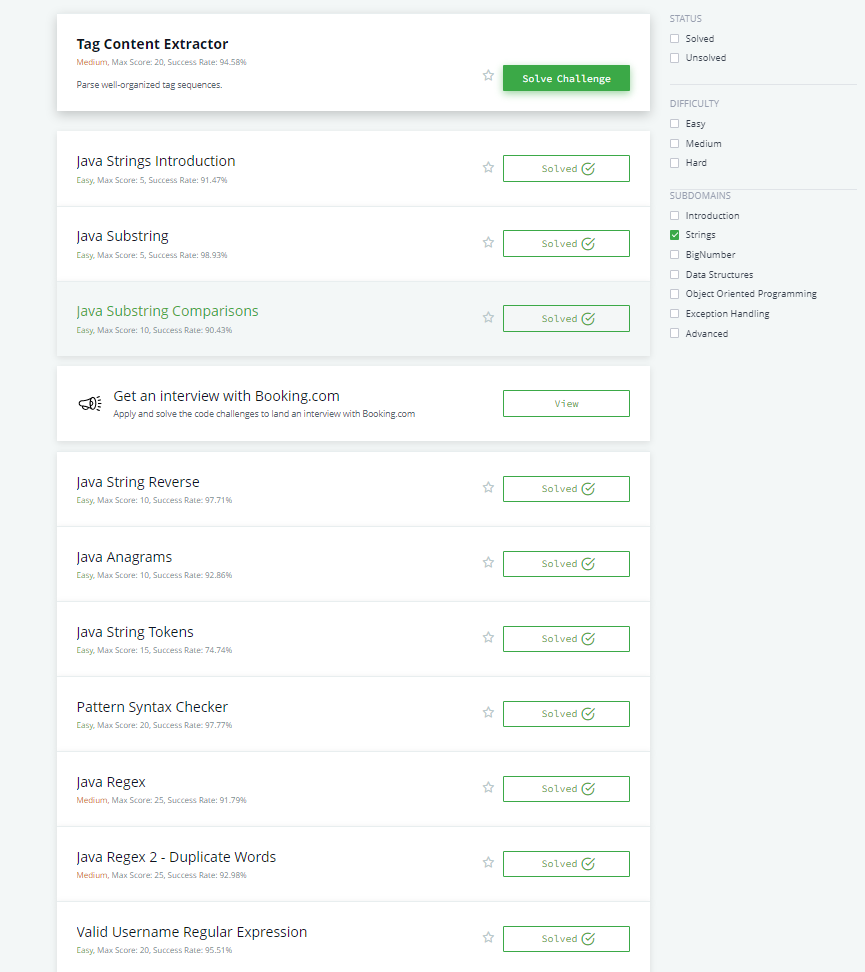 Tag Content Extractor
Medium, Max Score: 20, Success Rate: 94.58%
Parse well-organized tag sequences.
Solve Challenge
Java Strings Introduction
Easy, Max Score: 5, Success Rate: 91.47%
Solved
Java Substring
Easy, Max Score: 5, Success Rate: 98.93%
Solved
Java Substring Comparisons
Easy, Max Score: 10, Success Rate: 90.43%
Solved
Get an interview with Booking.com
Apply and solve the code challenges to land an interview with Booking.com
View
Java String Reverse
Easy, Max Score: 10, Success Rate: 97.71%
Solved
Java Anagrams
Easy, Max Score: 10, Success Rate: 92.86%
Solved
Java String Tokens
Easy, Max Score: 15, Success Rate: 74.74%
Solved
Pattern Syntax Checker
Easy, Max Score: 20, Success Rate: 97.77%
Solved
Java Regex
Medium, Max Score: 25, Success Rate: 91.79%
Solved
Java Regex 2 - Duplicate Words
Medium, Max Score: 25, Success Rate: 92.98%
Solved
Valid Username Regular Expression
Easy, Max Score: 20, Success Rate: 95.51%
Solved
STATUS
Solved
Unsolved
DIFFICULTY
Easy
Medium
Hard
SUBDOMAINS
Introduction
Strings
BigNumber
Data Structures
Object Oriented Programming
Exception Handling
Advanced